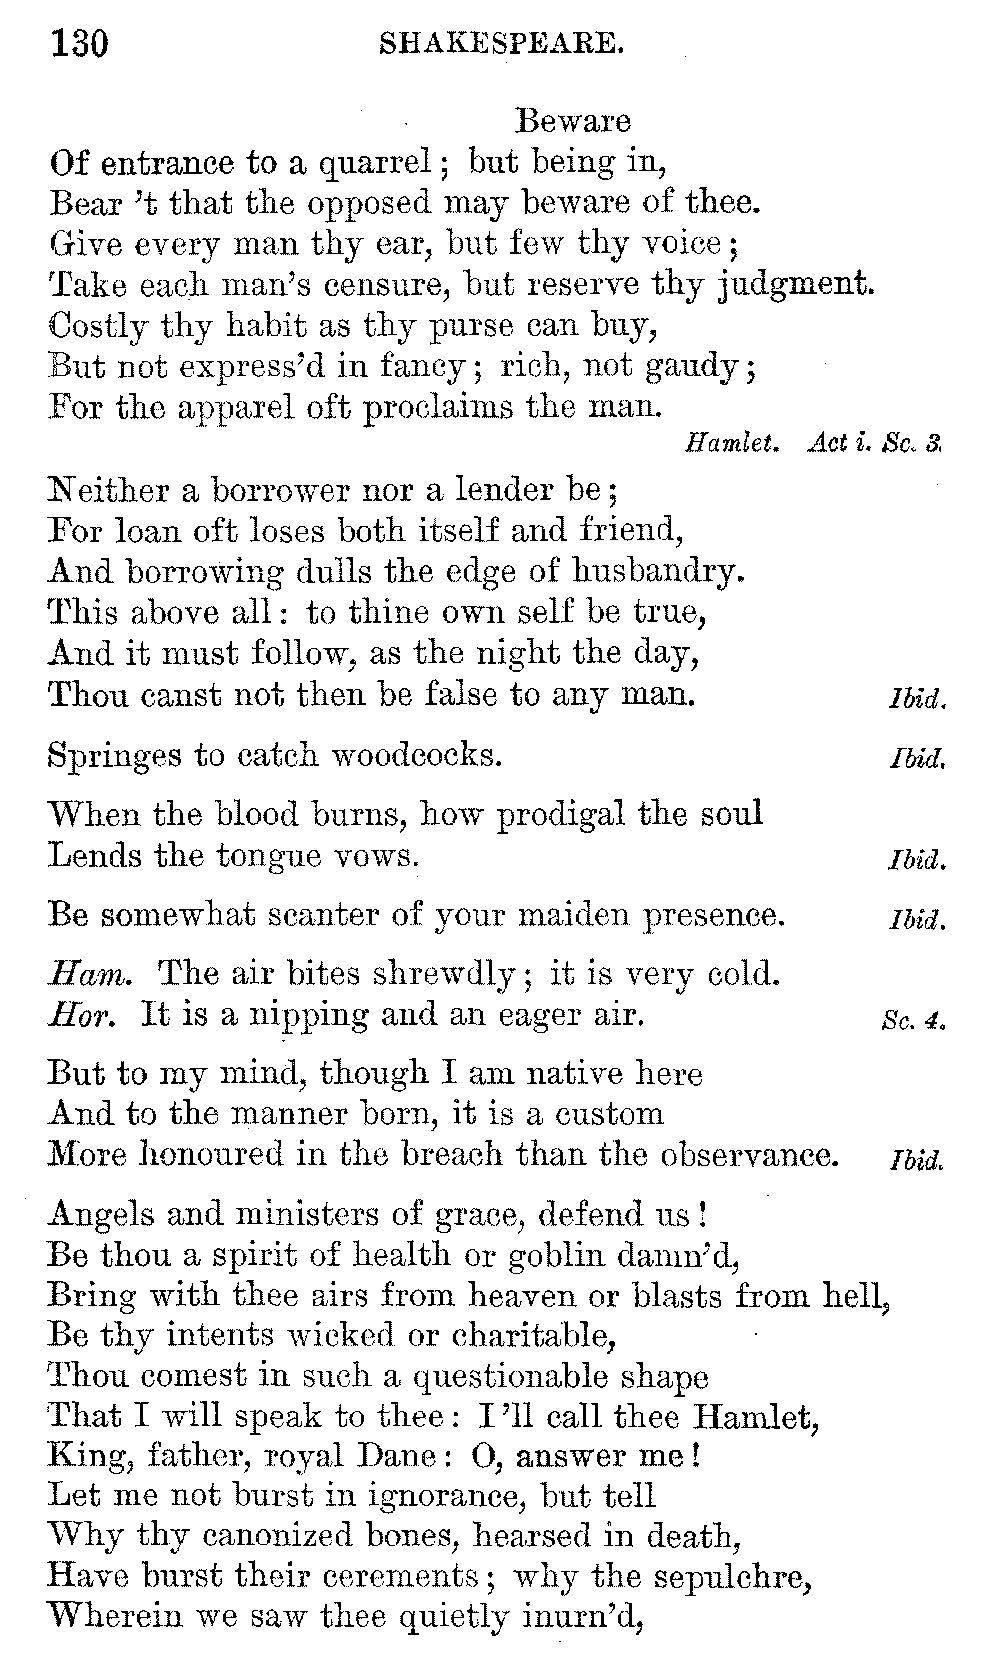 130 SHAKESPEARE.
Beware
Of entrance to a quarrel ; but being in,
Bear 't that the opposed may beware of thee.
Give every man thy ear, but few thy voice ;
Take each man's censure, but reserve thy judgment.
Costly thy habit as thy purse can buy,
But not express'd in fancy ; rich, not gaudy ;
For the apparel oft proclaims the man.
Hamlet. Act i. Sc. 3.
Neither a borrower nor a lender be ;
For loan oft loses both itself and friend,
And borrowing dulls the edge of husbandry.
This above all : to thine own self be true,
And it must follow, as the night the day,
Thou canst not then be false to any man. Ibid.
Springes to catch woodcocks. Ibid.
When the blood burns, how prodigal the soul
Lends the tongue vows. Ibid.
Be somewhat scanter of your maiden presence. Ibid.
Ham. The air bites shrewdly ; it is very cold.
Hor. It is a nipping and an eager air. Sc. 4.
But to my mind, though I am native here
And to the manner born, it is a custom
More honoured in the breach than the observance. Ibid.
Angels and ministers of grace, defend us !
Be thou a spirit of health or goblin damn'd,
Bring with thee airs from heaven or blasts from hell,
Be thy intents wicked or charitable,
Thou comest in such a questionable shape
That I will speak to thee : I 'll call thee Hamlet,
King, father, royal Dane : O, answer me !
Let me not burst in ignorance, but tell
Why thy canonized bones, hearsed in death,
Have burst their cerements ; why the sepulchre,
Wherein we saw thee quietly inurn'd,